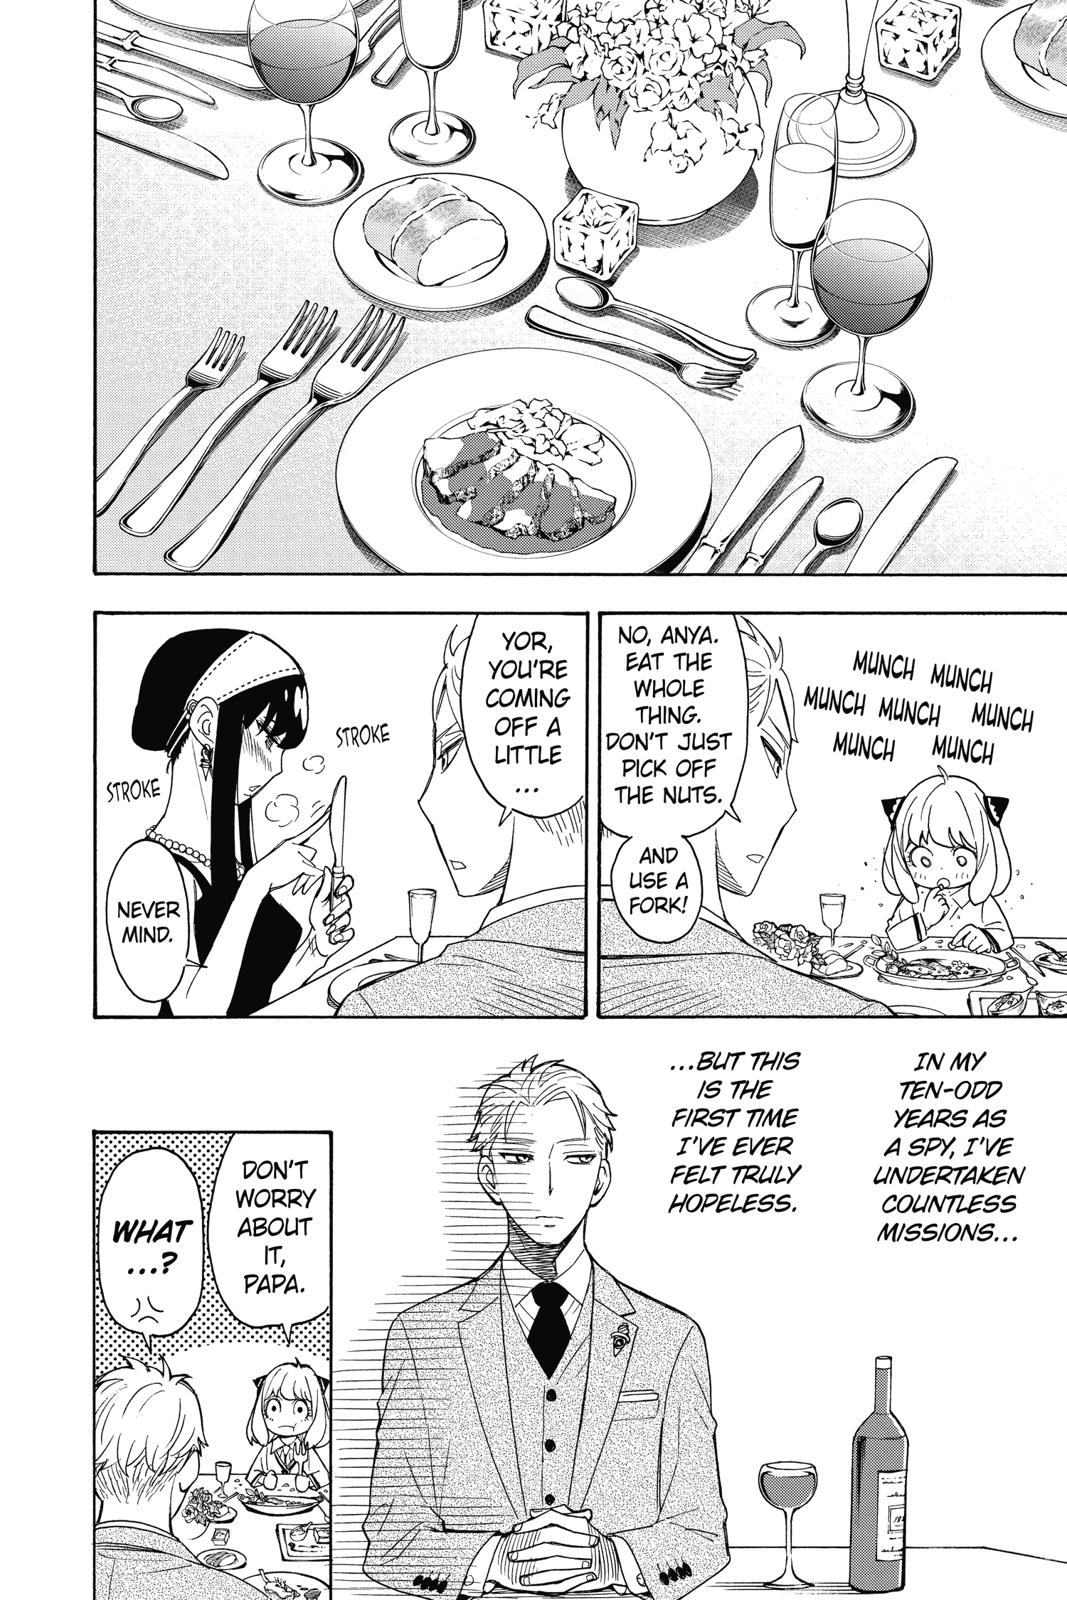 NO, ANYA.
EAT THE
WHOLE
THING.
DON'T JUST
PICK OFF
THE NUTS.
AND
USE A
FORK!
MUNCH MUNCH
MUNCH MUNCH MUNCH
MUNCH MUNCH
YOR,
YOU'RE
COMING
OFF A
LITTLE
...
STROKE
STROKE
NEVER
MIND.
IN MY
TEN-ODD
YEARS AS
A SPY, I'VE
UNDERTAKEN
COUNTLESS
MISSIONS...
...BUT THIS
IS THE
FIRST TIME
I'VE EVER
FELT TRULY
HOPELESS.
DON'T
WORRY
ABOUT
IT,
PAPA.
WHAT
...?